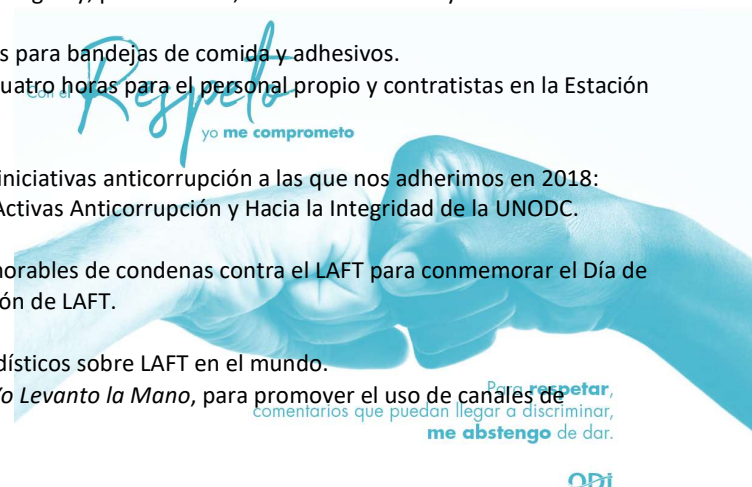 s para bandejas de comida y adhesivos.
uatro horas para el personal propio y contratistas en la Estación
Con el Respeto
yo me comprometo
iniciativas anticorrupción a las que nos adherimos en 2018:
Activas Anticorrupción y Hacia la Integridad de la UNODC.
norables de condenas contra el LAFT para conmemorar el Día de
ón de LAFT.
dísticos sobre LAFT en el mundo.
Yo Levanto la Mano, para promover el uso de canales de
Para respetar,
comentarios que puedan llegar a discriminar,
me abstengo de dar.